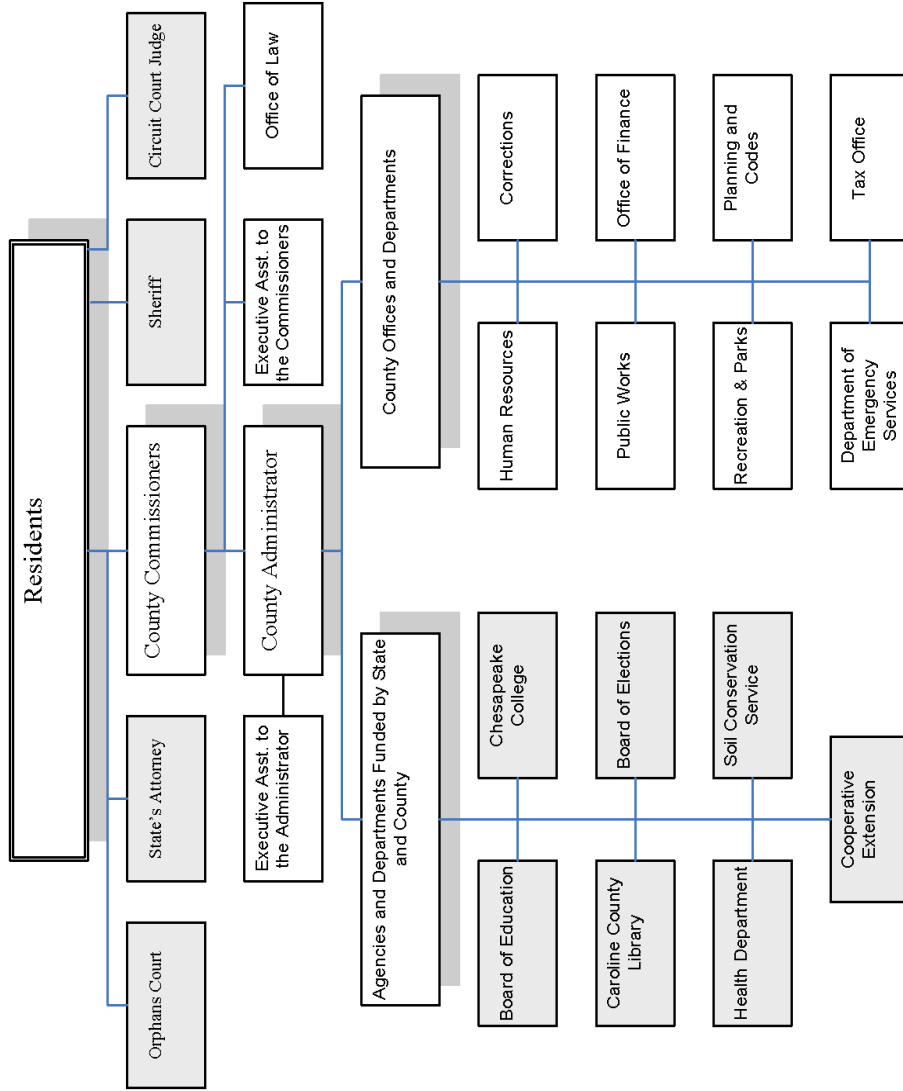 Residents
Orphans Court
State's Attorney
County Commissioners
Sheriff
Circuit Court Judge
Executive Asst. to
the Administrator
County Administrator
Executive Asst. to
the Commissioners
Office of Law
Agencies and Departments Funded by State
and County
County Offices and Departments
Board of Education
Chesapeake
College
Human Resources
Corrections
Caroline County
Library
Board of Elections
Public Works
Office of Finance
Health Department
Soil Conservation
Service
Recreation & Parks
Planning and
Codes
Cooperative
Extension
Department of
Emergency
Services
Tax Office